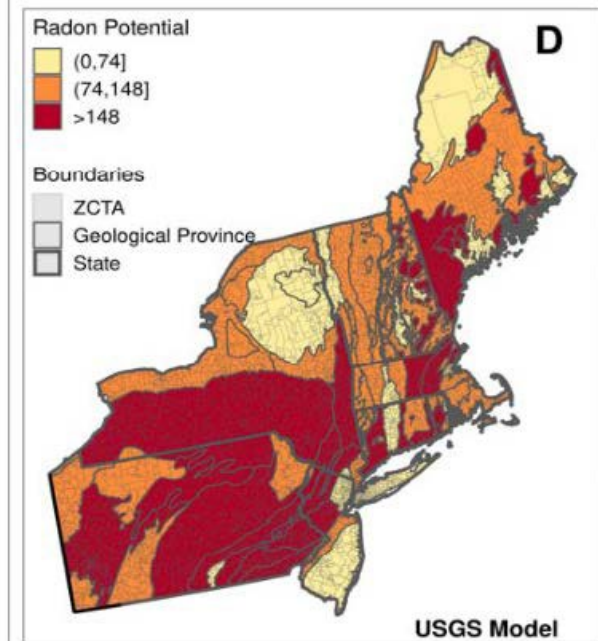 Radon Potential
D
(0,74]
(74,148]
>148
Boundaries
ZCTA
Geological Province
State
USGS Model